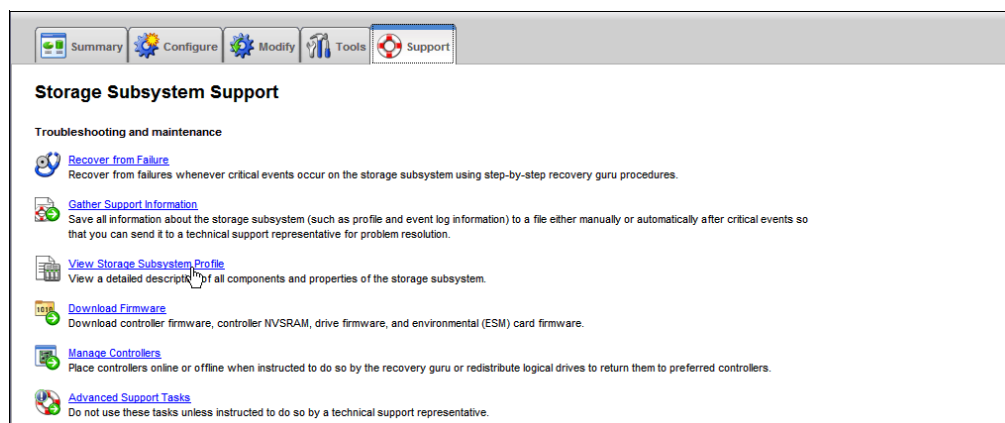 Summary Configure Modify Tools Support
Storage Subsystem Support
Troubleshooting and maintenance
Recover from Failure
Recover from failures whenever critical events occur on the storage subsystem using step-by-step recovery guru procedures.
Gather Support Information
Save all information about the storage subsystem (such as profile and event log information) to a file either manually or automatically after critical events so
that you can send it to a technical support representative for problem resolution.
View Storage Subsystem Profile
View a detailed description of all components and properties of the storage subsystem.
1010
Download Firmware
Download controller firmware, controller NVSRAM, drive firmware, and environmental (ESM) card firmware.
Manage Controllers
Place controllers online or offline when instructed to do so by the recovery guru or redistribute logical drives to return them to preferred controllers.
Advanced Support Tasks
Do not use these tasks unless instructed to do so by a technical support representative.